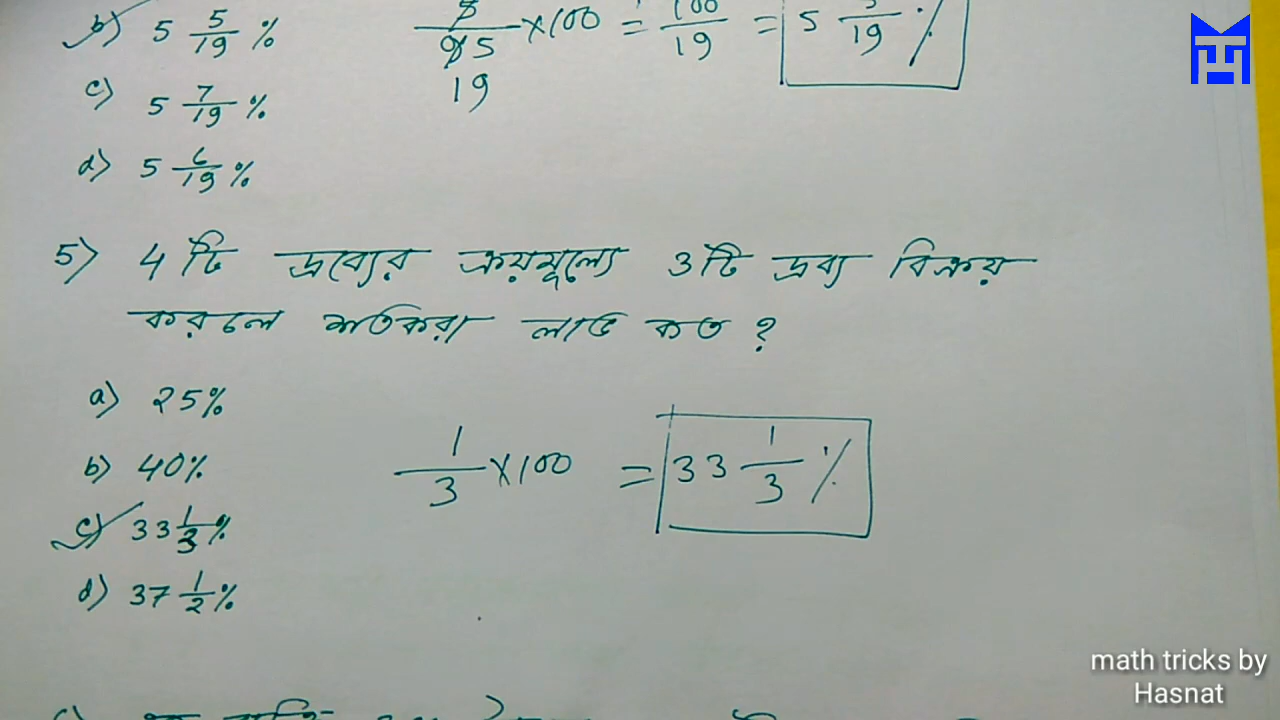 b) 5 5/19 %
5/95 × 100 = 100/19 = 5 5/19 %
19
c) 5 7/19 %
d) 5 6/19 %
5) 4 টি দ্রব্যের ক্রয়মূল্যে 3টি দ্রব্য বিক্রয়
করলে শতকরা লাভ কত ?
a) 25%
b) 40%
1/3 × 100 = 33 1/3 %
c) 33 1/3 %
d) 37 1/2 %
math tricks by
Hasnat